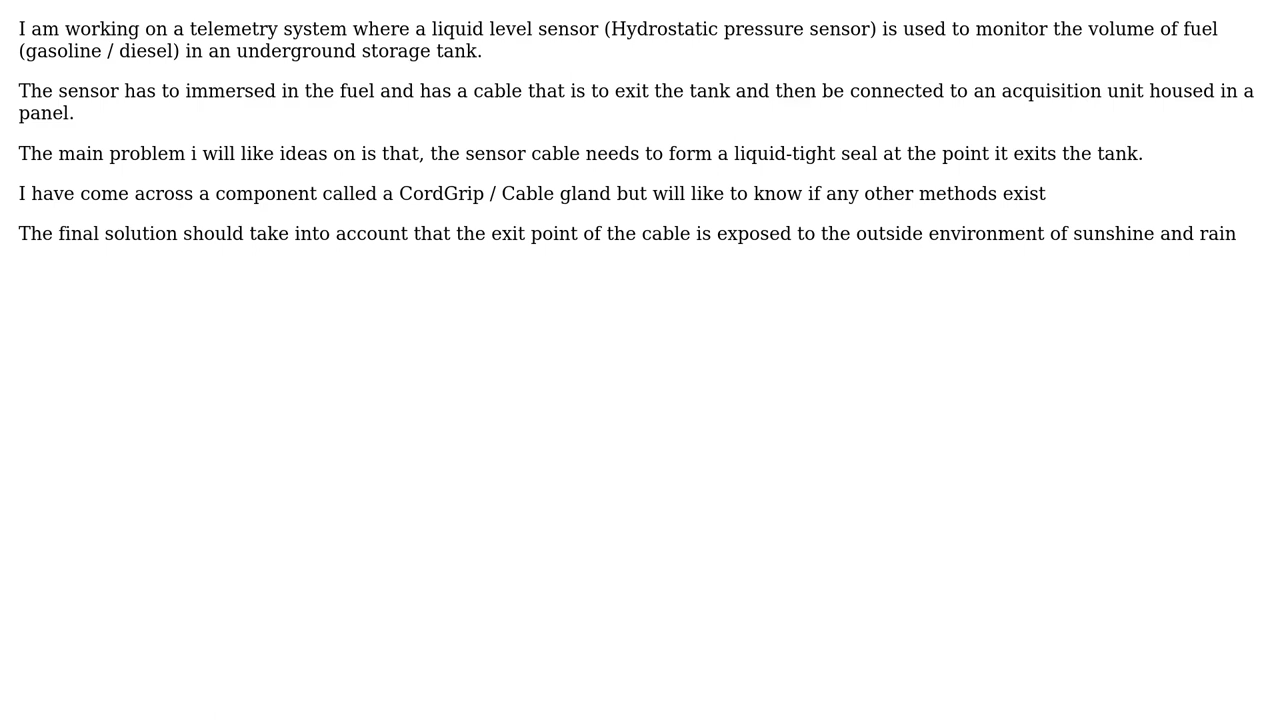 I am working on a telemetry system where a liquid level sensor (Hydrostatic pressure sensor) is used to monitor the volume of fuel
(gasoline / diesel) in an underground storage tank.
The sensor has to immersed in the fuel and has a cable that is to exit the tank and then be connected to an acquisition unit housed in a
panel.
The main problem i will like ideas on is that, the sensor cable needs to form a liquid-tight seal at the point it exits the tank.
I have come across a component called a CordGrip / Cable gland but will like to know if any other methods exist
The final solution should take into account that the exit point of the cable is exposed to the outside environment of sunshine and rain